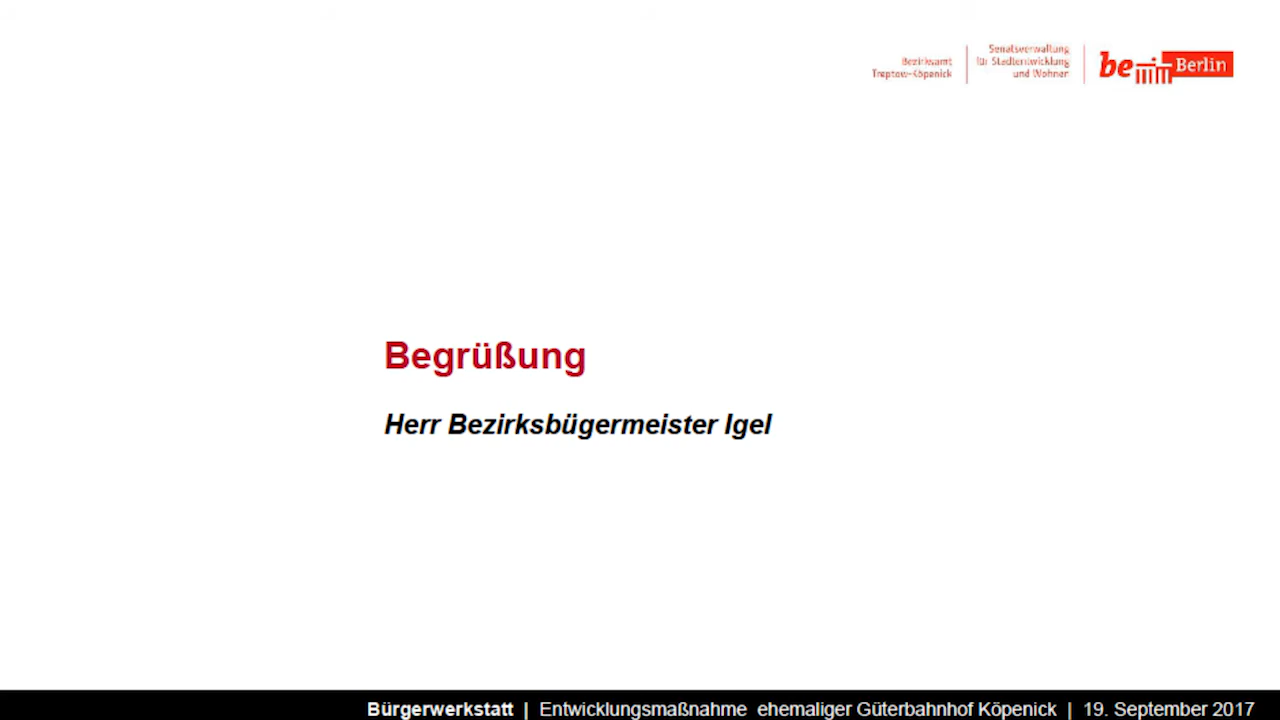 Bezirksamt
Treptow-Köpenick
Senatsverwaltung
für Stadtentwicklung
und Wohnen
be Berlin
Begrüßung
Herr Bezirksbügermeister Igel
Bürgerwerkstatt | Entwicklungsmaßnahme ehemaliger Güterbahnhof Köpenick | 19. September 2017